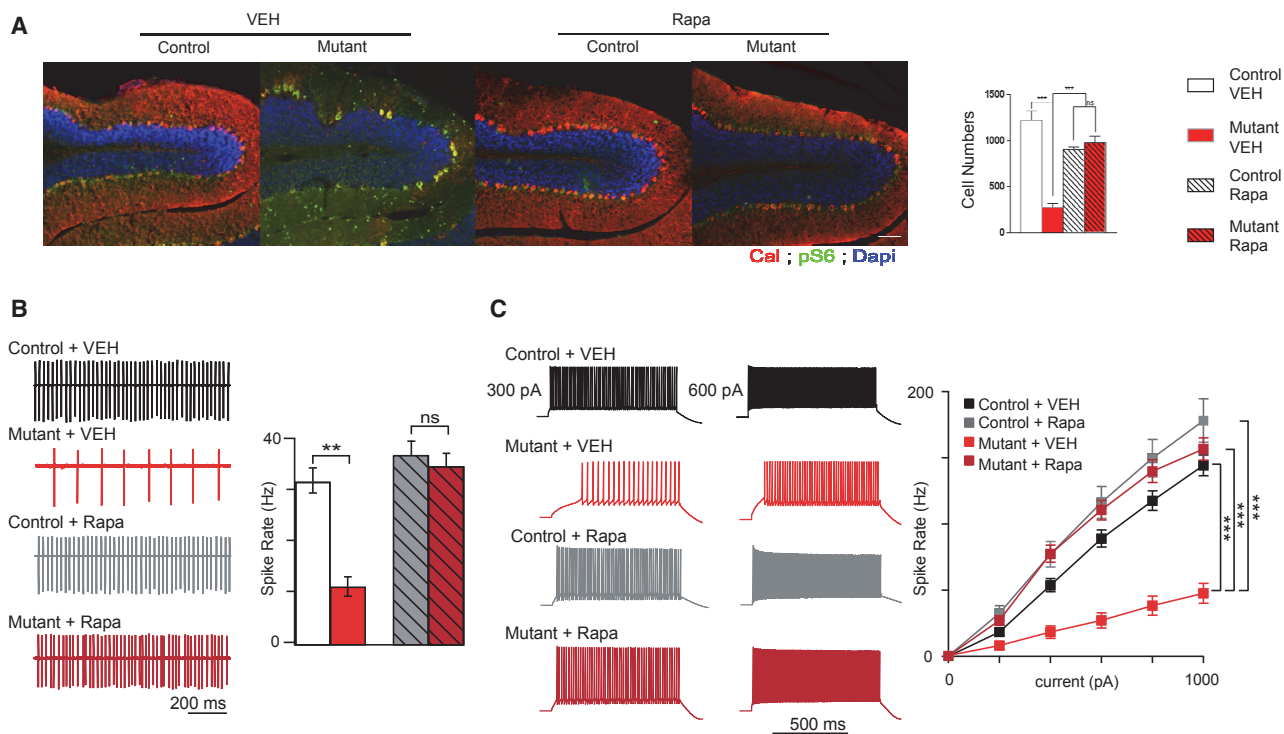 A
VEH
Rapa
Control
Mutant
Control
Mutant
Cal ; pS6 ; Dapi
Cell Numbers
1500
1000
500
0
***
***
ns
Control
VEH
Mutant
VEH
Control
Rapa
Mutant
Rapa
B
Control + VEH
Mutant + VEH
Control + Rapa
Mutant + Rapa
200 ms
Spike Rate (Hz)
40
0
**
ns
C
Control + VEH
300 pA
600 pA
Mutant + VEH
Control + Rapa
Mutant + Rapa
500 ms
Spike Rate (Hz)
200
0
Control + VEH
Control + Rapa
Mutant + VEH
Mutant + Rapa
***
***
***
0
current (pA)
1000